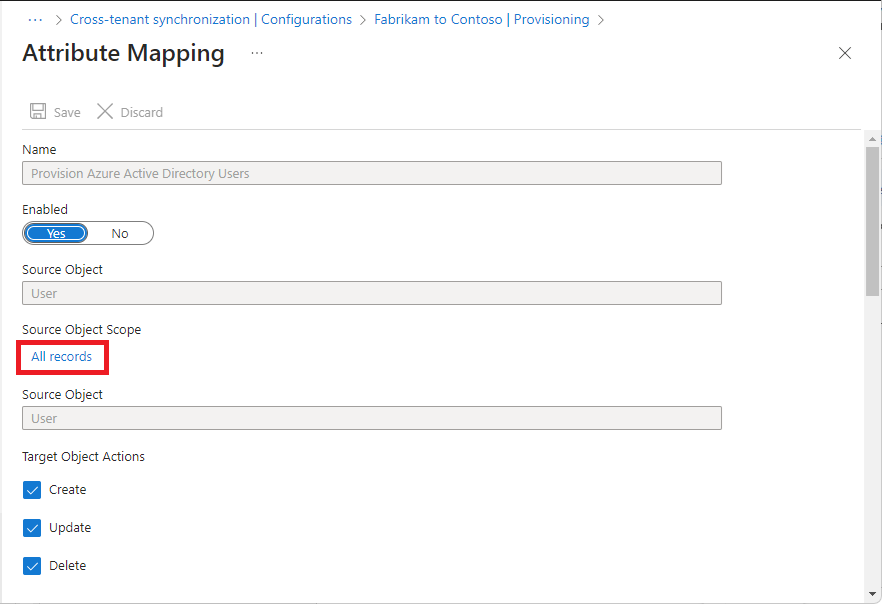 ··· > Cross-tenant synchronization | Configurations > Fabrikam to Contoso | Provisioning >
Attribute Mapping ···
Save Discard
Name
Provision Azure Active Directory Users
Enabled
Yes No
Source Object
User
Source Object Scope
All records
Source Object
User
Target Object Actions
Create
Update
Delete